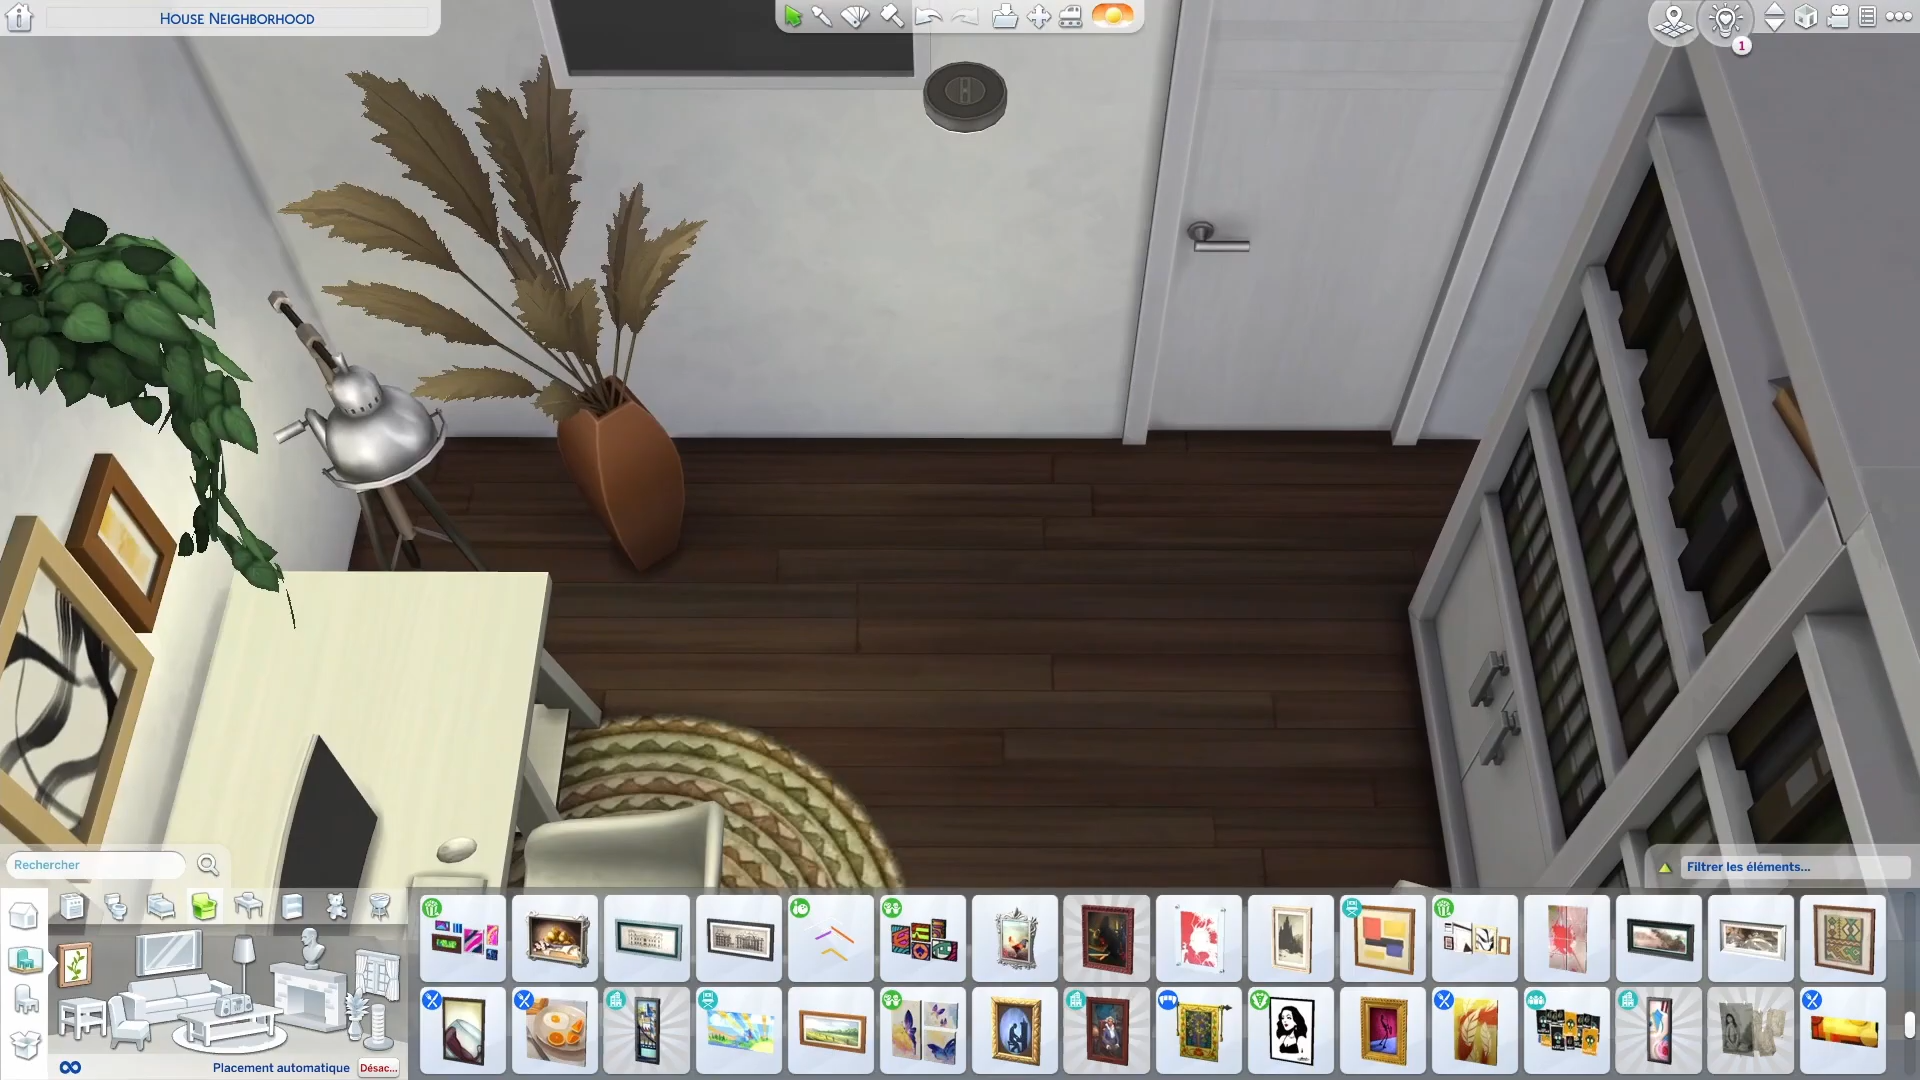 House Neighborhood
1
Rechercher
Filtrer les éléments...
Placement automatique
Désac...